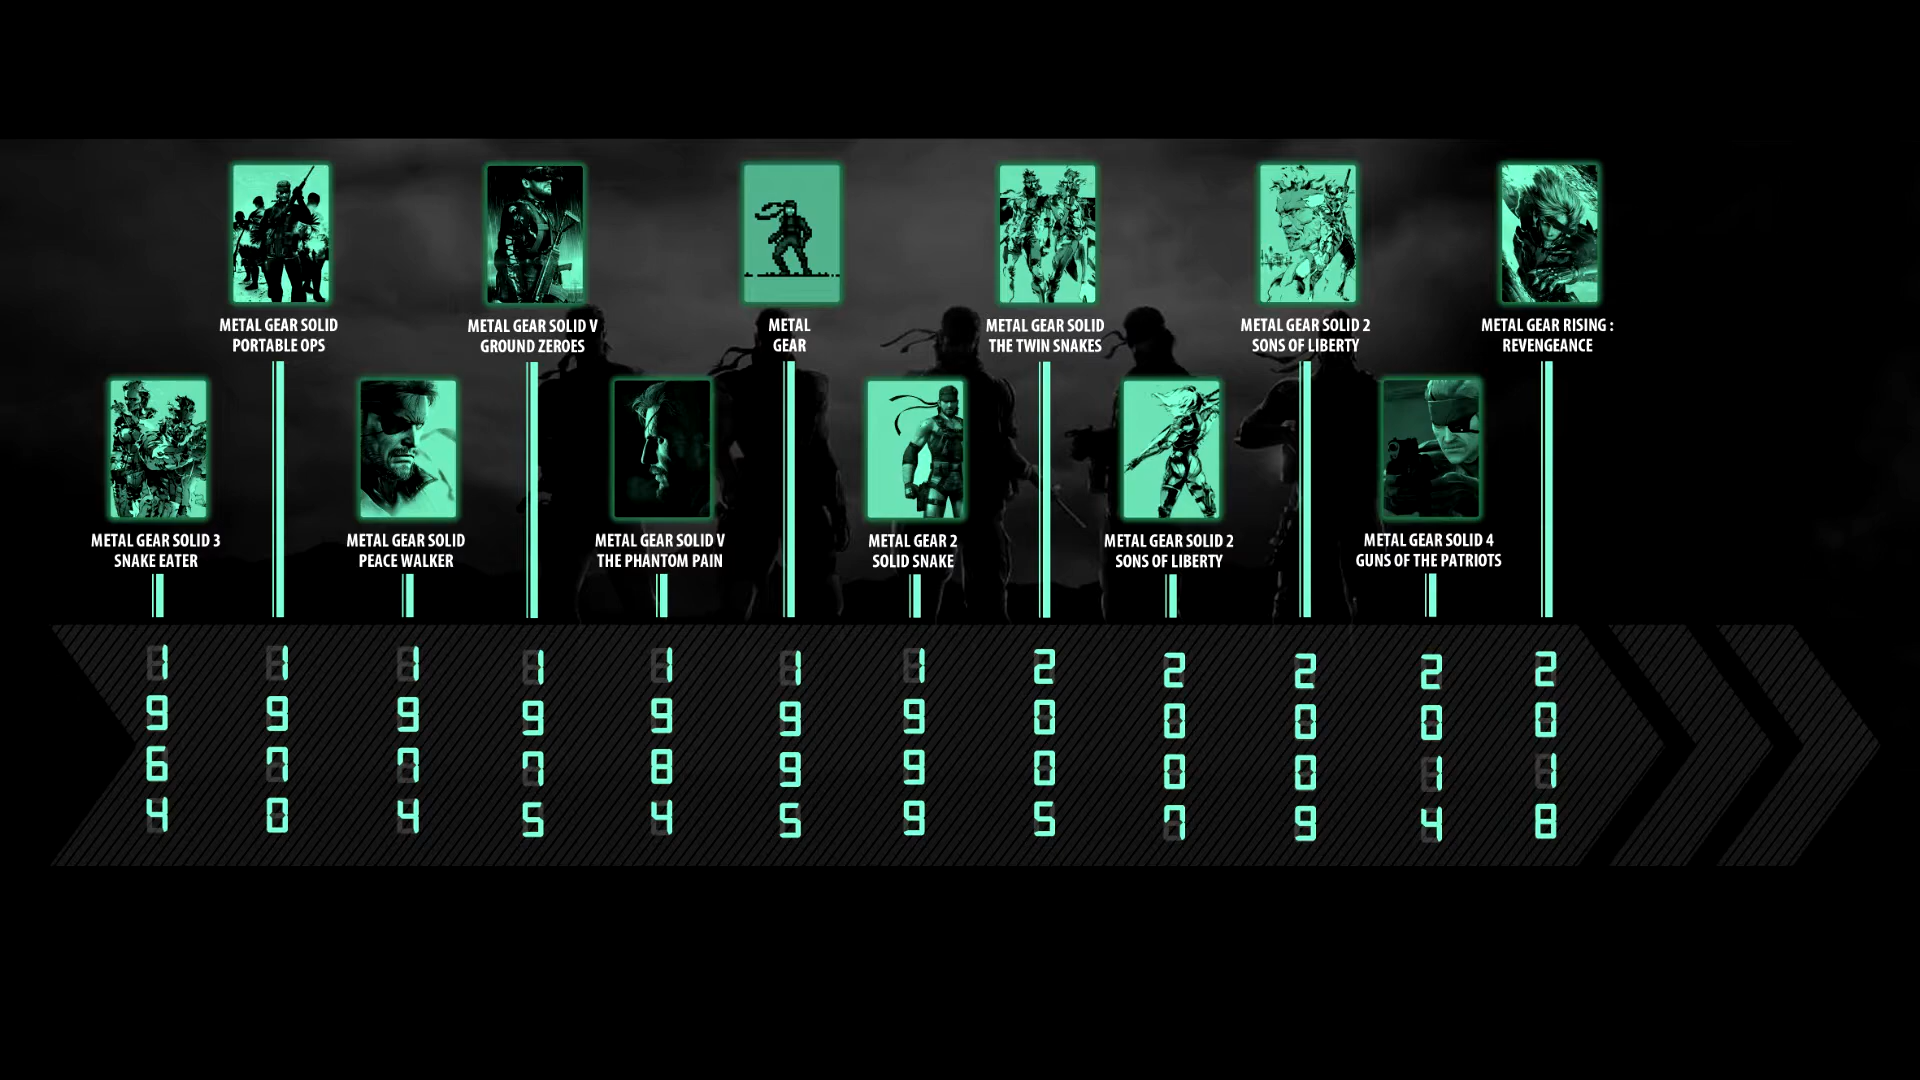 METAL GEAR SOLID
PORTABLE OPS
METAL GEAR SOLID V
GROUND ZEROES
METAL
GEAR
METAL GEAR SOLID
THE TWIN SNAKES
METAL GEAR SOLID 2
SONS OF LIBERTY
METAL GEAR RISING :
REVENGEANCE
METAL GEAR SOLID 3
SNAKE EATER
METAL GEAR SOLID
PEACE WALKER
METAL GEAR SOLID V
THE PHANTOM PAIN
METAL GEAR 2
SOLID SNAKE
METAL GEAR SOLID 2
SONS OF LIBERTY
METAL GEAR SOLID 4
GUNS OF THE PATRIOTS
1964
1970
1974
1975
1984
1995
1999
2005
2007
2009
2014
2018